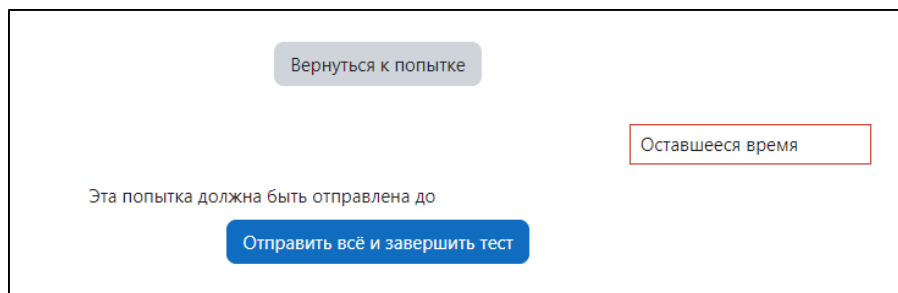 Вернуться к попытке
Оставшееся время
Эта попытка должна быть отправлена до
Отправить всё и завершить тест